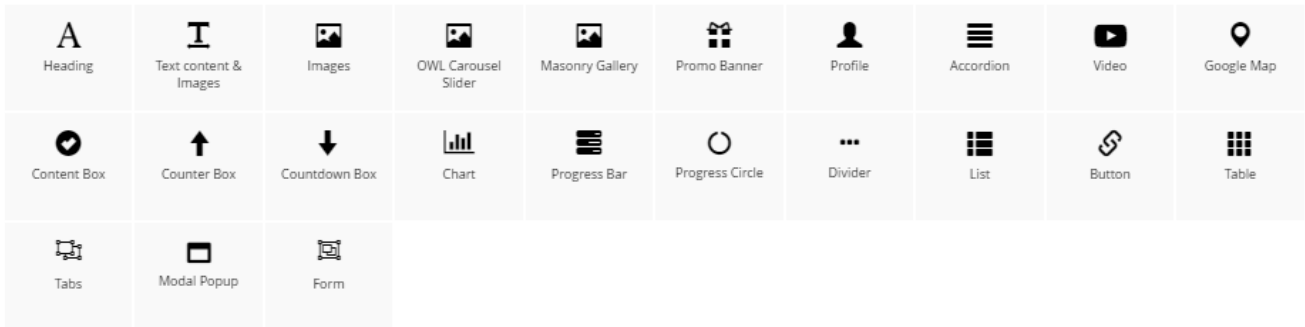 Heading
Text content &
Images
Images
OWL Carousel
Slider
Masonry Gallery
Promo Banner
Profile
Accordion
Video
Google Map
Content Box
Counter Box
Countdown Box
Chart
Progress Bar
Progress Circle
Divider
List
Button
Table
Tabs
Modal Popup
Form